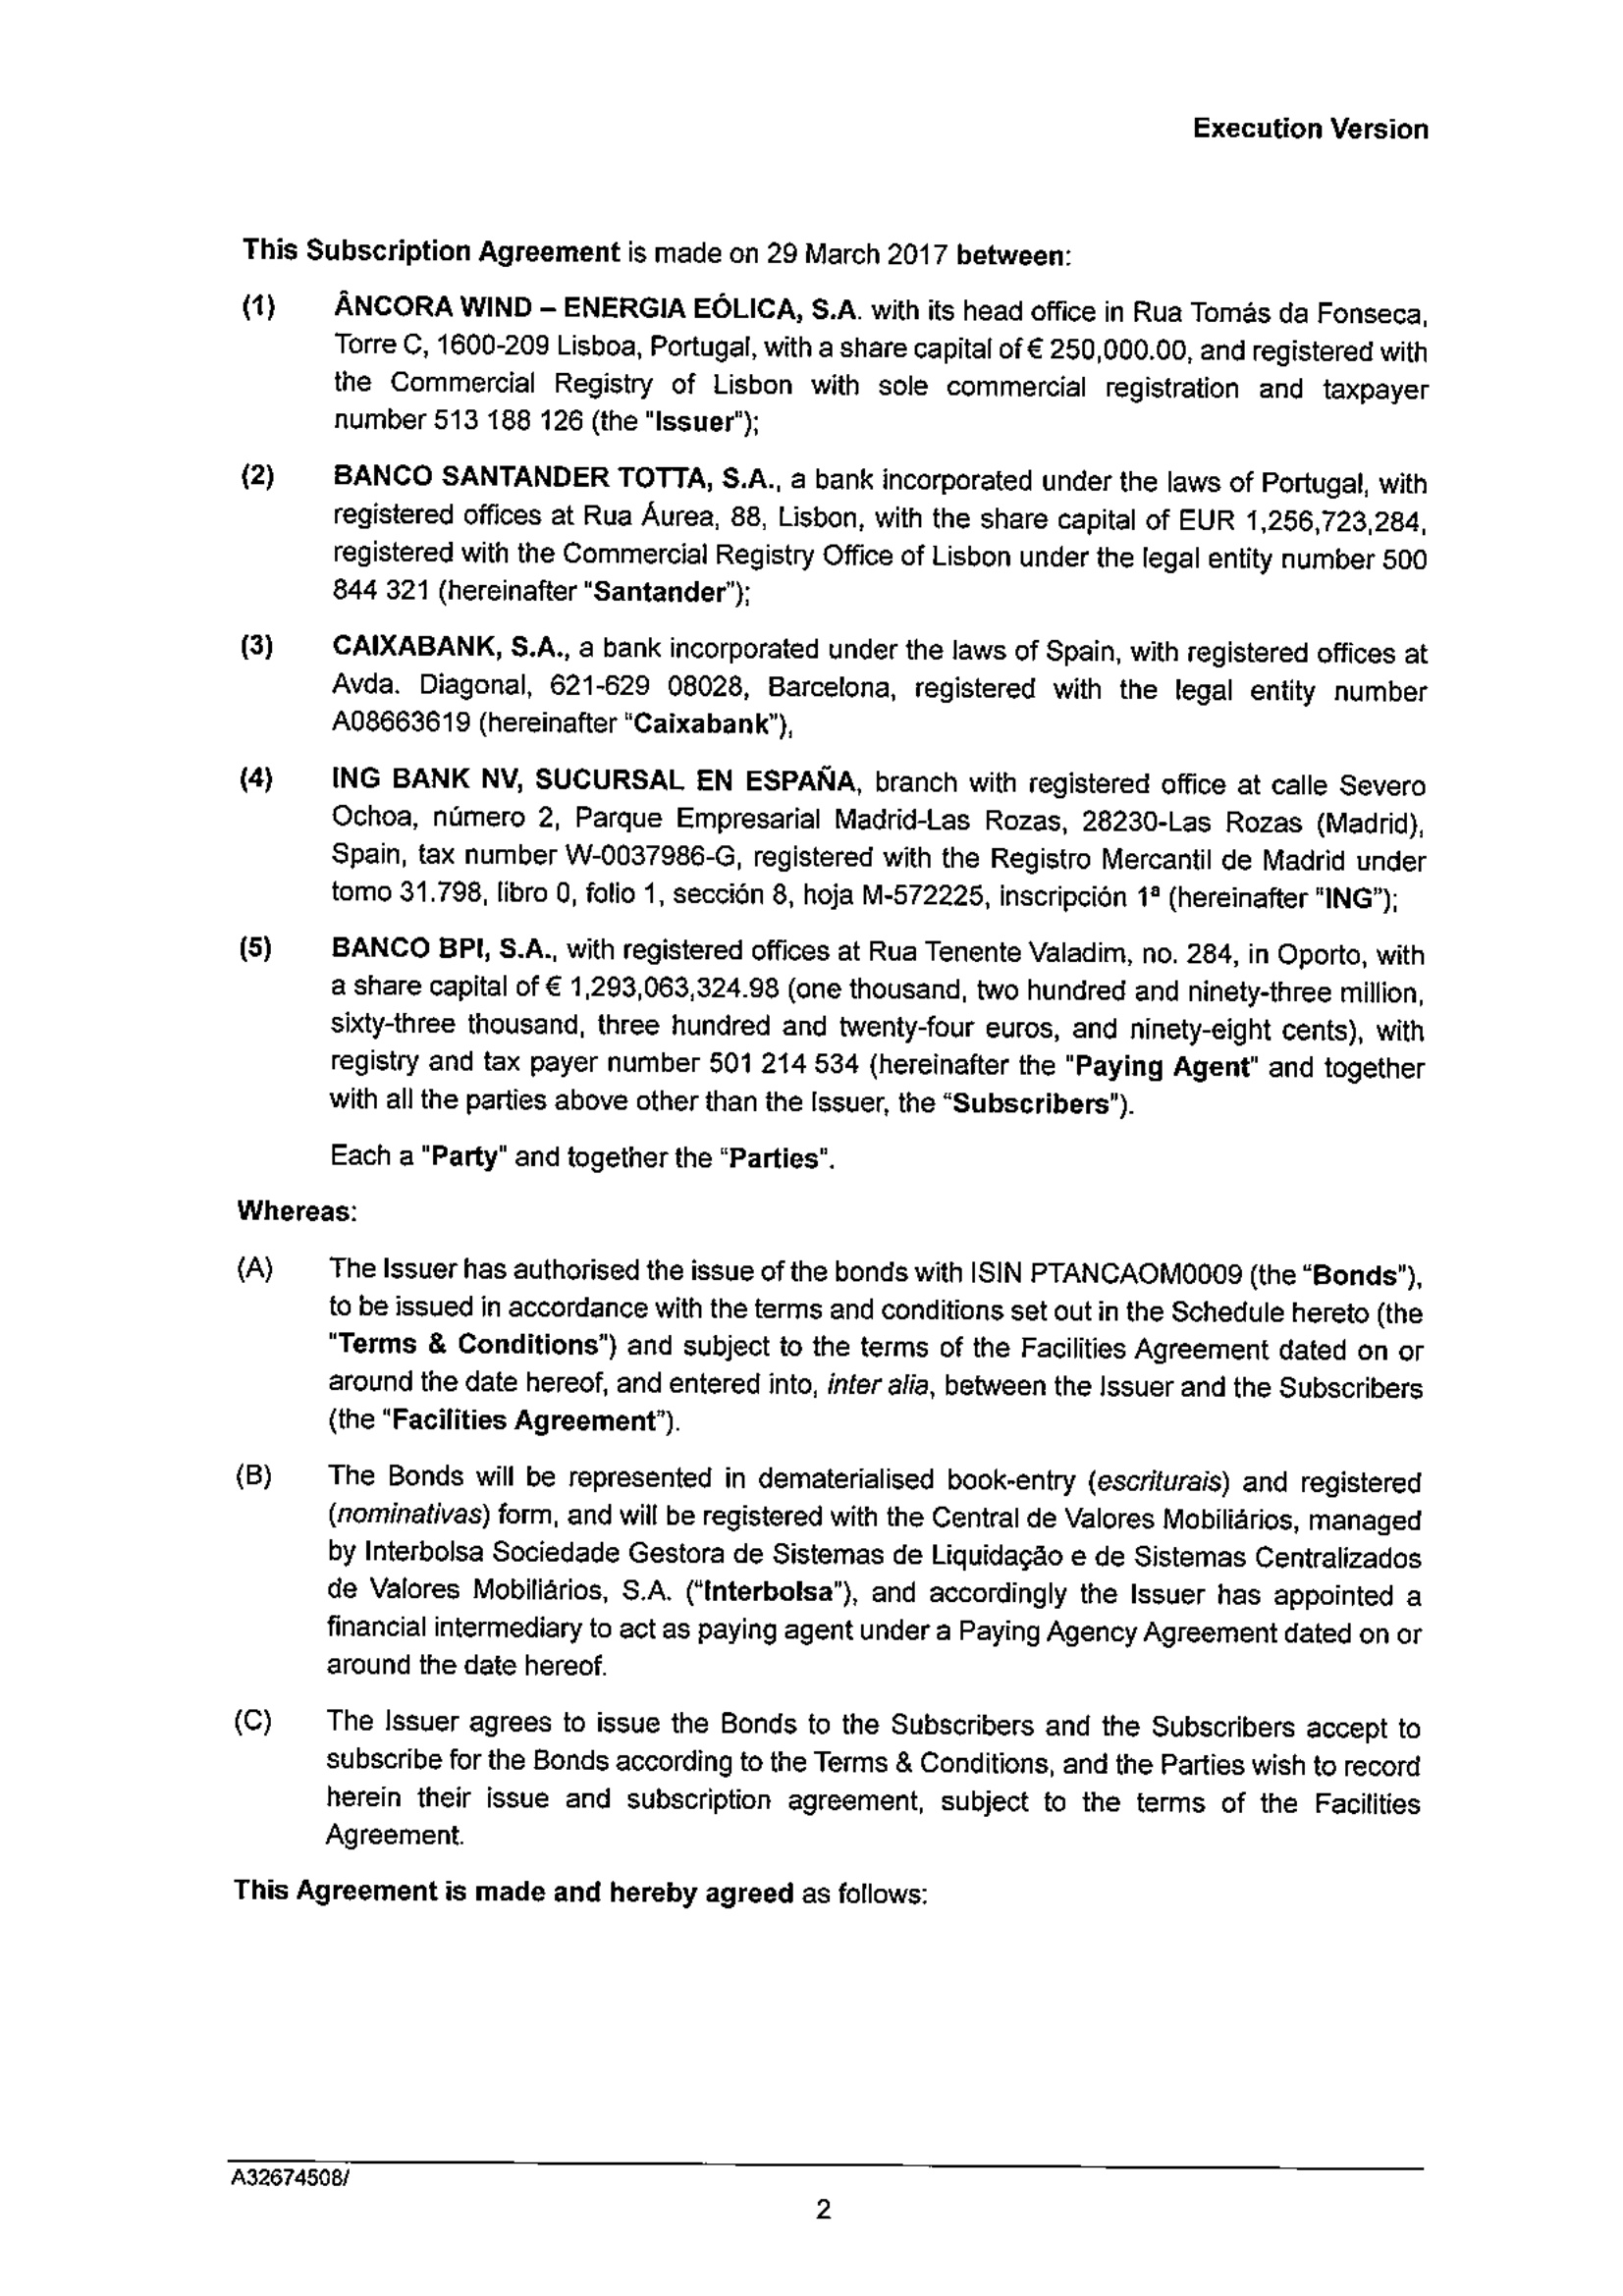 Execution Version
This Subscription Agreement is made on 29 March 2017 between:
(1) ÂNCORA WIND – ENERGIA EÓLICA, S.A. with its head office in Rua Tomás da Fonseca,
Torre C, 1600-209 Lisboa, Portugal, with a share capital of € 250,000.00, and registered with
the Commercial Registry of Lisbon with sole commercial registration and taxpayer
number 513 188 126 (the "Issuer");
(2) BANCO SANTANDER TOTTA, S.A., a bank incorporated under the laws of Portugal, with
registered offices at Rua Áurea, 88, Lisbon, with the share capital of EUR 1,256,723,284,
registered with the Commercial Registry Office of Lisbon under the legal entity number 500
844 321 (hereinafter "Santander");
(3) CAIXABANK, S.A., a bank incorporated under the laws of Spain, with registered offices at
Avda. Diagonal, 621-629 08028, Barcelona, registered with the legal entity number
A08663619 (hereinafter "Caixabank"),
(4) ING BANK NV, SUCURSAL EN ESPAÑA, branch with registered office at calle Severo
Ochoa, número 2, Parque Empresarial Madrid-Las Rozas, 28230-Las Rozas (Madrid),
Spain, tax number W-0037986-G, registered with the Registro Mercantil de Madrid under
tomo 31.798, libro 0, folio 1, sección 8, hoja M-572225, inscripción 1ª (hereinafter "ING");
(5) BANCO BPI, S.A., with registered offices at Rua Tenente Valadim, no. 284, in Oporto, with
a share capital of € 1,293,063,324.98 (one thousand, two hundred and ninety-three million,
sixty-three thousand, three hundred and twenty-four euros, and ninety-eight cents), with
registry and tax payer number 501 214 534 (hereinafter the "Paying Agent" and together
with all the parties above other than the Issuer, the "Subscribers").
Each a "Party" and together the "Parties".
Whereas:
(A) The Issuer has authorised the issue of the bonds with ISIN PTANCAOM0009 (the "Bonds"),
to be issued in accordance with the terms and conditions set out in the Schedule hereto (the
"Terms & Conditions") and subject to the terms of the Facilities Agreement dated on or
around the date hereof, and entered into, inter alia, between the Issuer and the Subscribers
(the "Facilities Agreement").
(B) The Bonds will be represented in dematerialised book-entry (escriturais) and registered
(nominativas) form, and will be registered with the Central de Valores Mobiliários, managed
by Interbolsa Sociedade Gestora de Sistemas de Liquidação e de Sistemas Centralizados
de Valores Mobiliários, S.A. ("Interbolsa"), and accordingly the Issuer has appointed a
financial intermediary to act as paying agent under a Paying Agency Agreement dated on or
around the date hereof.
(C) The Issuer agrees to issue the Bonds to the Subscribers and the Subscribers accept to
subscribe for the Bonds according to the Terms & Conditions, and the Parties wish to record
herein their issue and subscription agreement, subject to the terms of the Facilities
Agreement.
This Agreement is made and hereby agreed as follows:
A32674508/
2